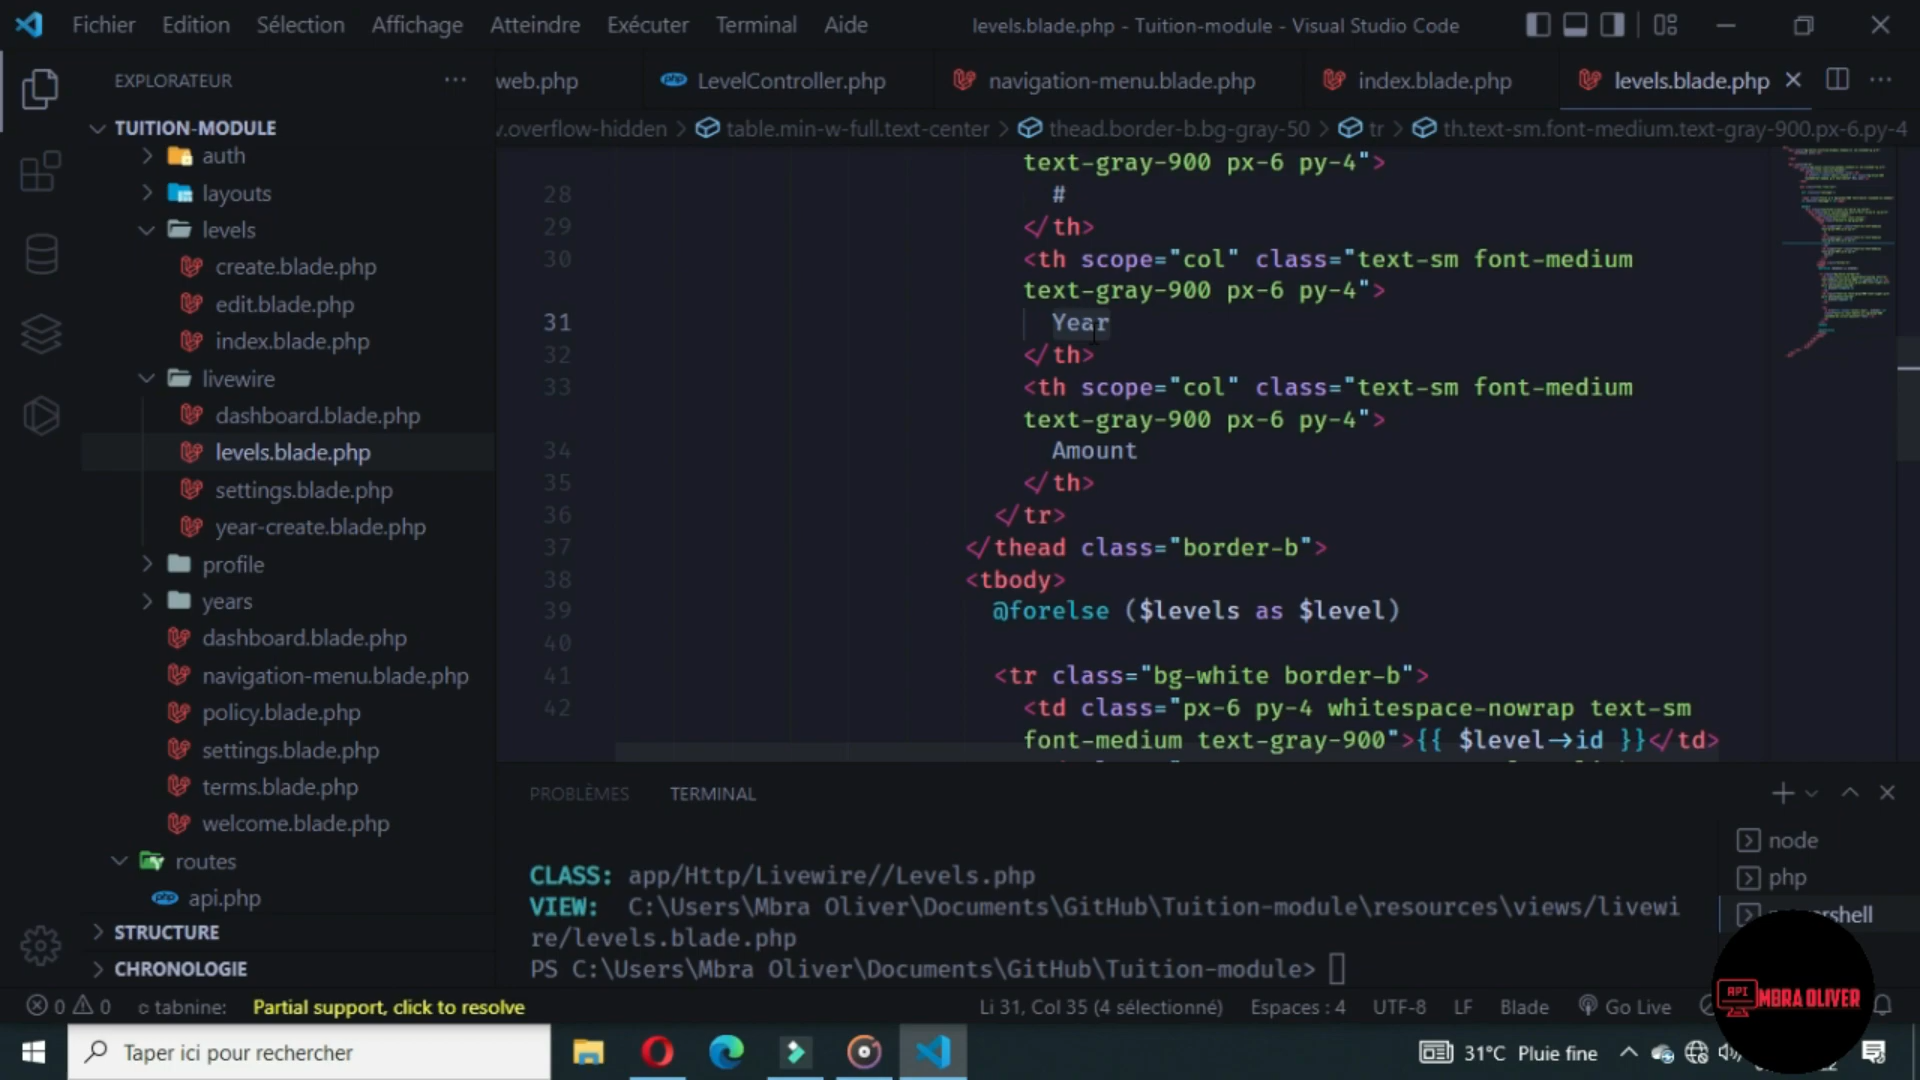 Fichier Edition Sélection Affichage Atteindre Exécuter Terminal Aide
levels.blade.php - Tuition-module - Visual Studio Code
EXPLORATEUR
web.php LevelController.php navigation-menu.blade.php index.blade.php levels.blade.php
.overflow-hidden > table.min-w-full.text-center > thead.border-b.bg-gray-50 > tr > th.text-sm.font-medium.text-gray-900.px-6.py-4
TUITION-MODULE
auth
layouts
levels
create.blade.php
edit.blade.php
index.blade.php
livewire
dashboard.blade.php
levels.blade.php
settings.blade.php
year-create.blade.php
profile
years
dashboard.blade.php
navigation-menu.blade.php
policy.blade.php
settings.blade.php
terms.blade.php
welcome.blade.php
routes
api.php
STRUCTURE
CHRONOLOGIE
text-gray-900 px-6 py-4">
28 #
29 </th>
30 <th scope="col" class="text-sm font-medium
text-gray-900 px-6 py-4">
31 Year
32 </th>
33 <th scope="col" class="text-sm font-medium
text-gray-900 px-6 py-4">
34 Amount
35 </th>
36 </tr>
37 </thead class="border-b">
38 <tbody>
39 @forelse ($levels as $level)
40
41 <tr class="bg-white border-b">
42 <td class="px-6 py-4 whitespace-nowrap text-sm
font-medium text-gray-900">{{ $level->id }}</td>
PROBLÈMES TERMINAL
CLASS: app/Http/Livewire//Levels.php
VIEW: C:\Users\Mbra Oliver\Documents\GitHub\Tuition-module\resources\views/livewi
re/levels.blade.php
PS C:\Users\Mbra Oliver\Documents\GitHub\Tuition-module>
node
php
API MBRA OLIVER
0 0 tabnine: Partial support, click to resolve
Li 31, Col 35 (4 sélectionné) Espaces : 4 UTF-8 LF Blade Go Live
Taper ici pour rechercher
31°C Pluie fine